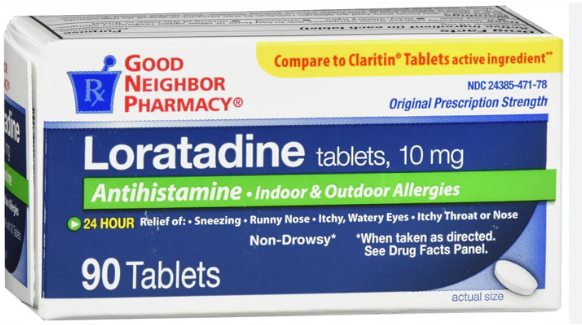 Rx
GOOD
NEIGHBOR
PHARMACY®
Compare to Claritin® Tablets active ingredient**
NDC 24385-471-78
Original Prescription Strength
Loratadine tablets, 10 mg
Antihistamine • Indoor & Outdoor Allergies
24 HOUR Relief of: • Sneezing • Runny Nose • Itchy, Watery Eyes • Itchy Throat or Nose
Non-Drowsy* *When taken as directed.
See Drug Facts Panel.
90 Tablets
actual size